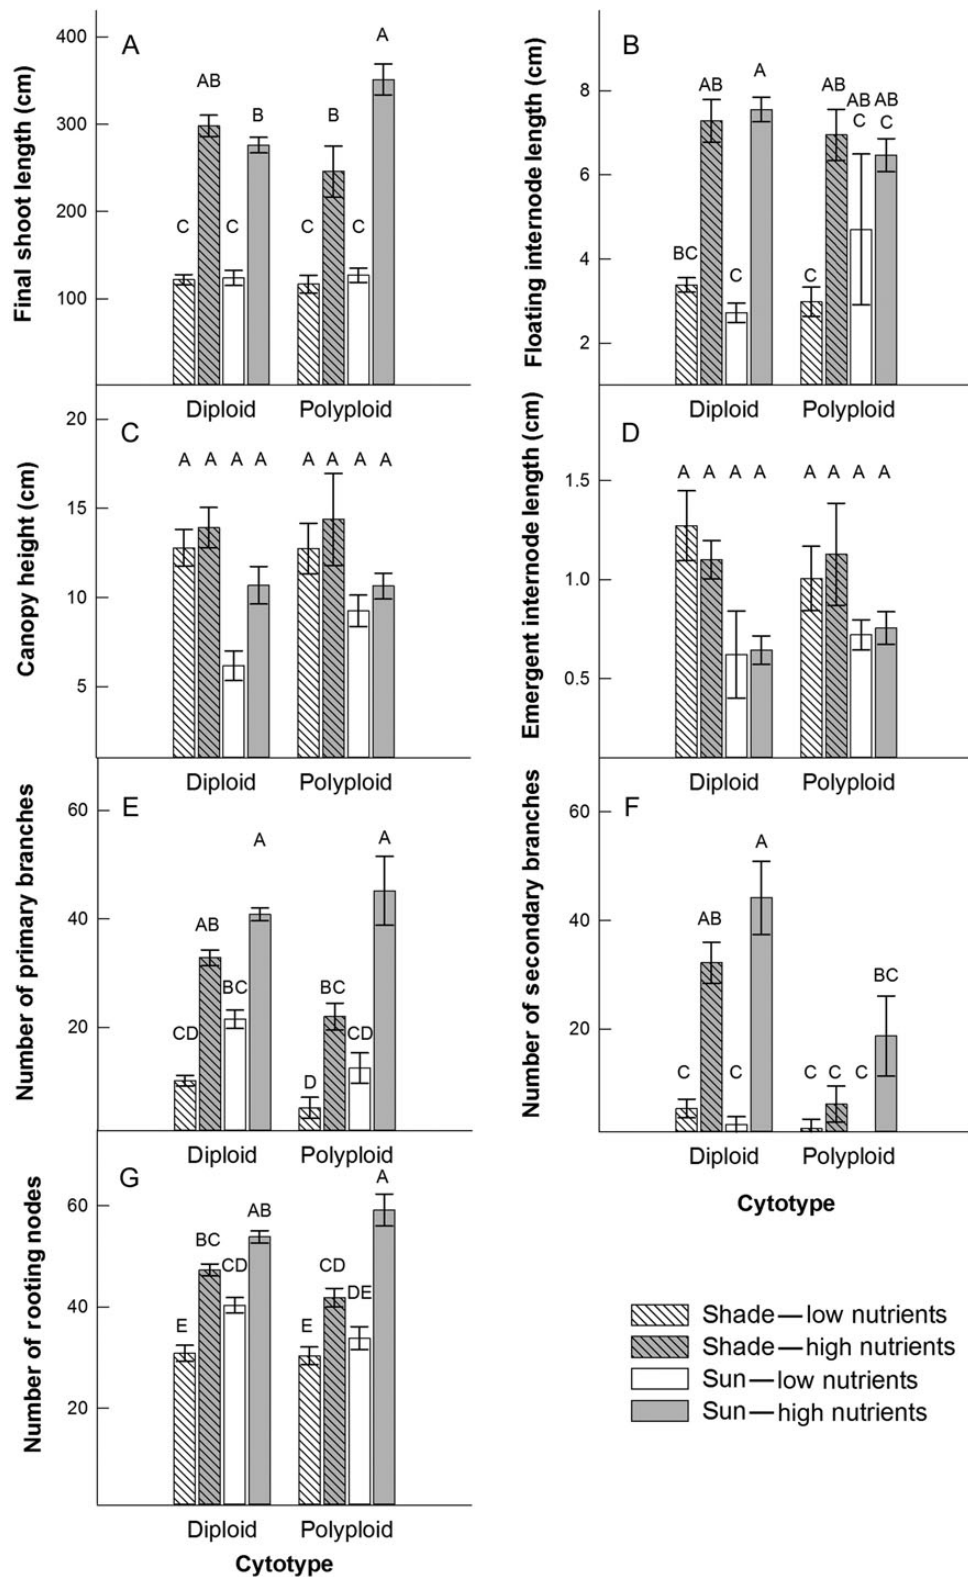 A
Final shoot length (cm)
400
300
200
100
C
AB
C
B
C
B
C
A
Diploid
Polyploid
B
Floating internode length (cm)
8
6
4
2
BC
AB
C
A
C
AB
AB
C
AB
C
Diploid
Polyploid
C
Canopy height (cm)
20
15
10
5
A A A A
A A A A
Diploid
Polyploid
D
Emergent internode length (cm)
1.5
1.0
0.5
A A A A
A A A A
Diploid
Polyploid
E
Number of primary branches
60
40
20
CD
AB
BC
A
D
BC
CD
A
Diploid
Polyploid
F
Number of secondary branches
60
40
20
C
AB
C
A
C C C
BC
Diploid
Polyploid
Cytotype
G
Number of rooting nodes
60
40
20
E
BC
CD
AB
E
CD
DE
A
Diploid
Polyploid
Cytotype
Shade—low nutrients
Shade—high nutrients
Sun—low nutrients
Sun—high nutrients